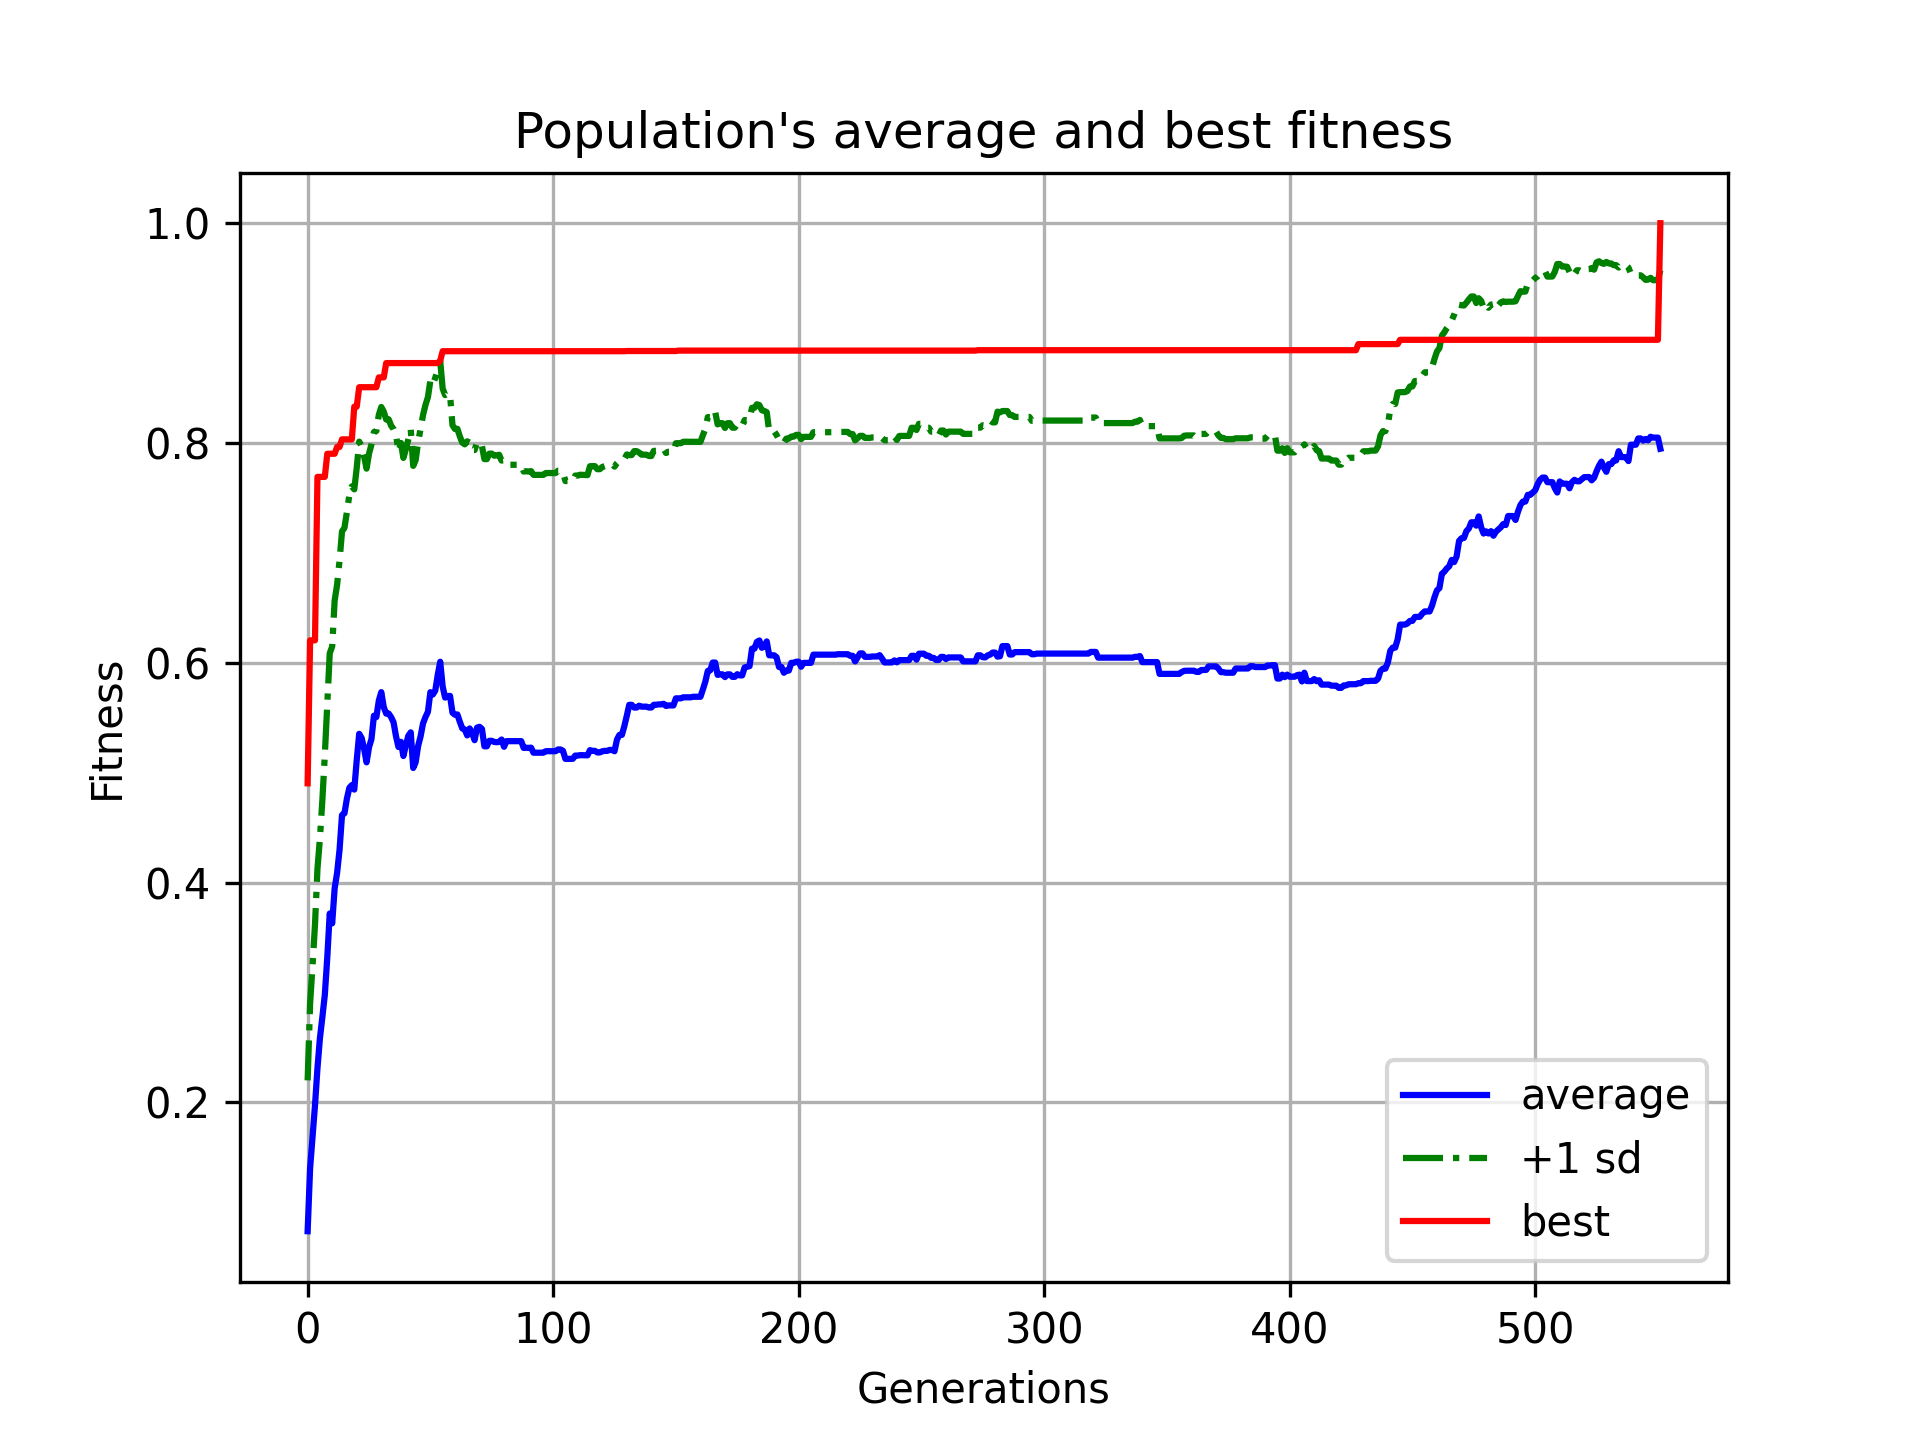 Population's average and best fitness
1.0
0.8
0.6
0.4
0.2
Fitness
average
+1 sd
best
0 100 200 300 400 500
Generations